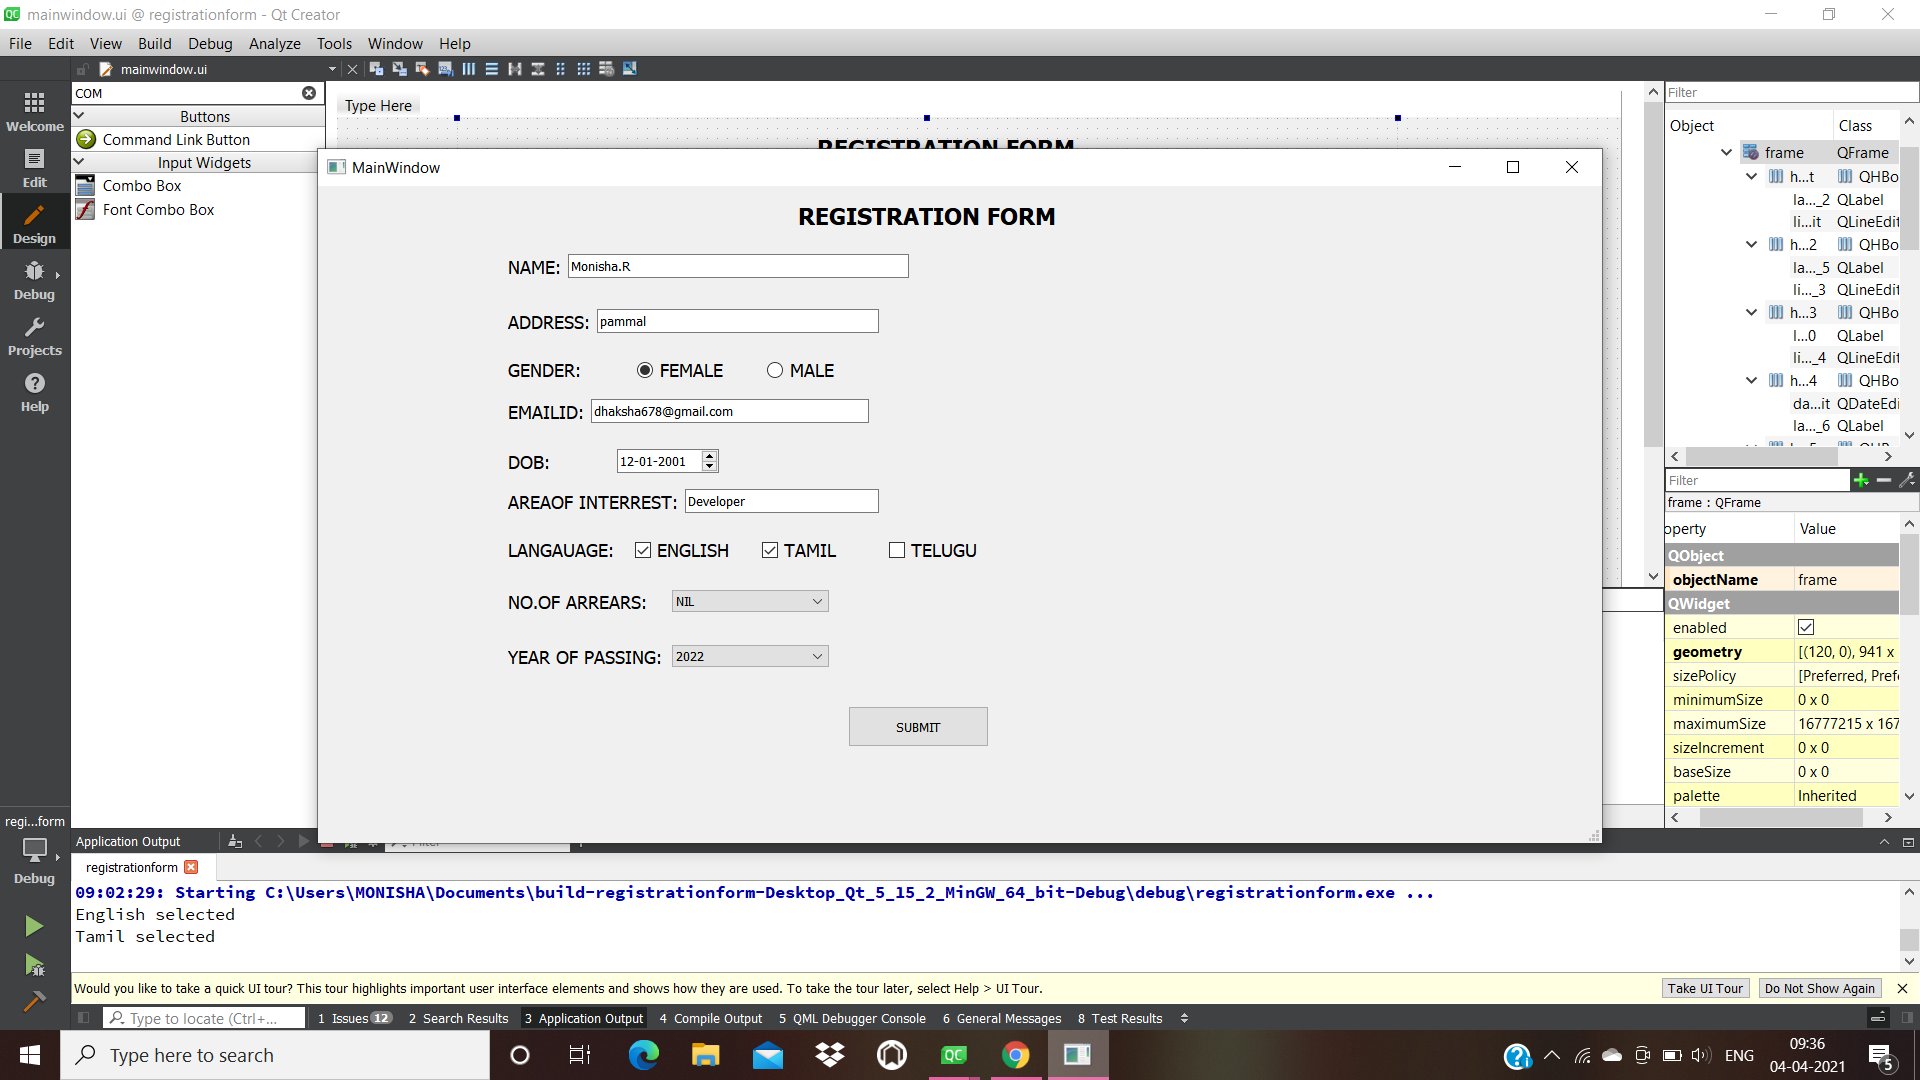 mainwindow.ui @ registrationform - Qt Creator
File Edit View Build Debug Analyze Tools Window Help
mainwindow.ui
COM
Buttons
Command Link Button
Input Widgets
Combo Box
Font Combo Box
Welcome
Edit
Design
Debug
Projects
Help
regi...form
Debug
Type Here
REGISTRATION FORM
MainWindow
REGISTRATION FORM
NAME: Monisha.R
ADDRESS: pammal
GENDER: FEMALE MALE
EMAILID: dhaksha678@gmail.com
DOB: 12-01-2001
AREAOF INTERREST: Developer
LANGAUAGE: ENGLISH TAMIL TELUGU
NO.OF ARREARS: NIL
YEAR OF PASSING: 2022
SUBMIT
Filter
Object Class
frame QFrame
h...t QHBo
la..._2 QLabel
li...it QLineEdit
h...2 QHBo
la..._5 QLabel
li..._3 QLineEdit
h...3 QHBo
l...0 QLabel
li..._4 QLineEdit
h...4 QHBo
da...it QDateEdi
la..._6 QLabel
Filter
frame : QFrame
operty Value
QObject
objectName frame
QWidget
enabled
geometry [(120, 0), 941 x
sizePolicy [Preferred, Prefe
minimumSize 0 x 0
maximumSize 16777215 x 167
sizeIncrement 0 x 0
baseSize 0 x 0
palette Inherited
Application Output
Filter
registrationform
09:02:29: Starting C:\Users\MONISHA\Documents\build-registrationform-Desktop_Qt_5_15_2_MinGW_64_bit-Debug\debug\registrationform.exe ...
English selected
Tamil selected
Would you like to take a quick UI tour? This tour highlights important user interface elements and shows how they are used. To take the tour later, select Help > UI Tour.
Take UI Tour
Do Not Show Again
Type to locate (Ctrl+...
1 Issues 12 2 Search Results 3 Application Output 4 Compile Output 5 QML Debugger Console 6 General Messages 8 Test Results
Type here to search
ENG
09:36
04-04-2021
5